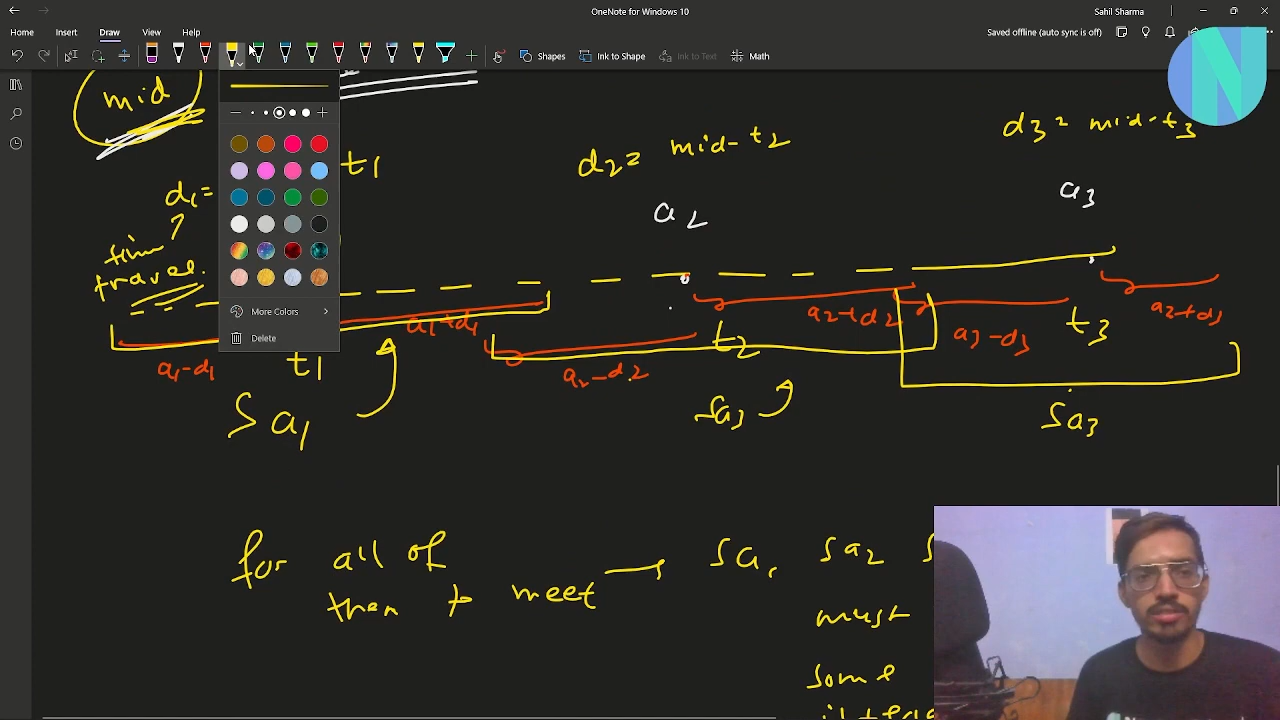 OneNote for Windows 10
Sahil Sharma
Home Insert Draw View Help
Saved offline (auto sync is off)
Shapes
Ink to Shape
Ink to Text
Math
mid
t1
d1=
time
travel.
d2= mid-t2
d3= mid-t3
a2
a3
More Colors
Delete
a1-d1
a1+d1
t1
a2-d2
t2
a2+d2
a3-d3
t3
a3+d3
Sa1
Sa3
Sa3
N
for all of
them to meet → Sa1 Sa2 S
must
some